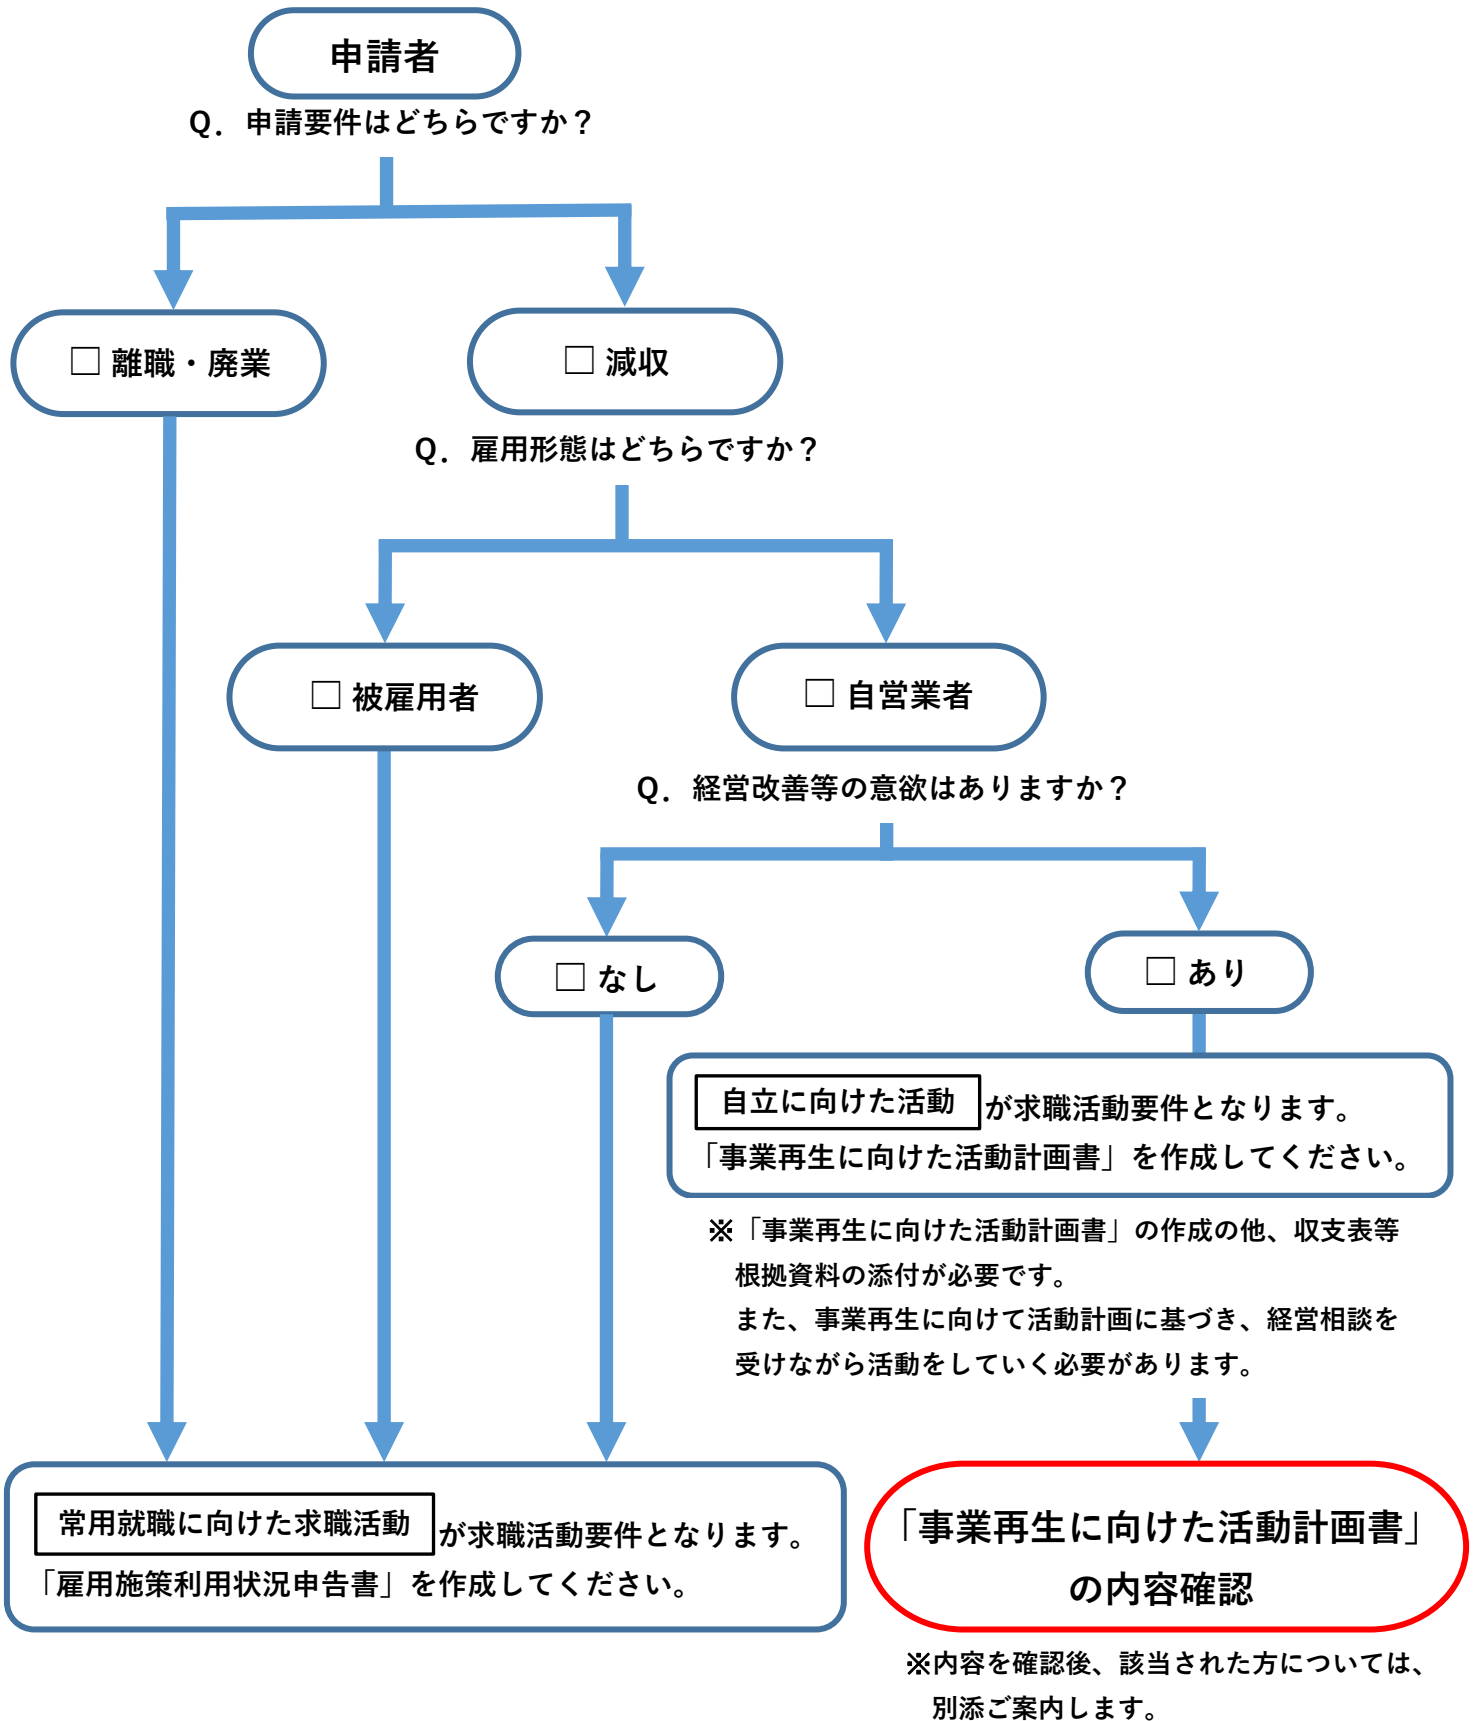 申請者
Q. 申請要件はどちらですか？
□ 離職・廃業
□ 減収
Q. 雇用形態はどちらですか？
□ 被雇用者
□ 自営業者
Q. 経営改善等の意欲はありますか？
□ なし
□ あり
自立に向けた活動 が求職活動要件となります。
「事業再生に向けた活動計画書」を作成してください。
※「事業再生に向けた活動計画書」の作成の他、収支表等
根拠資料の添付が必要です。
また、事業再生に向けて活動計画に基づき、経営相談を
受けながら活動をしていく必要があります。
常用就職に向けた求職活動 が求職活動要件となります。
「雇用施策利用状況申告書」を作成してください。
「事業再生に向けた活動計画書」
の内容確認
※内容を確認後、該当された方については、
別添ご案内します。